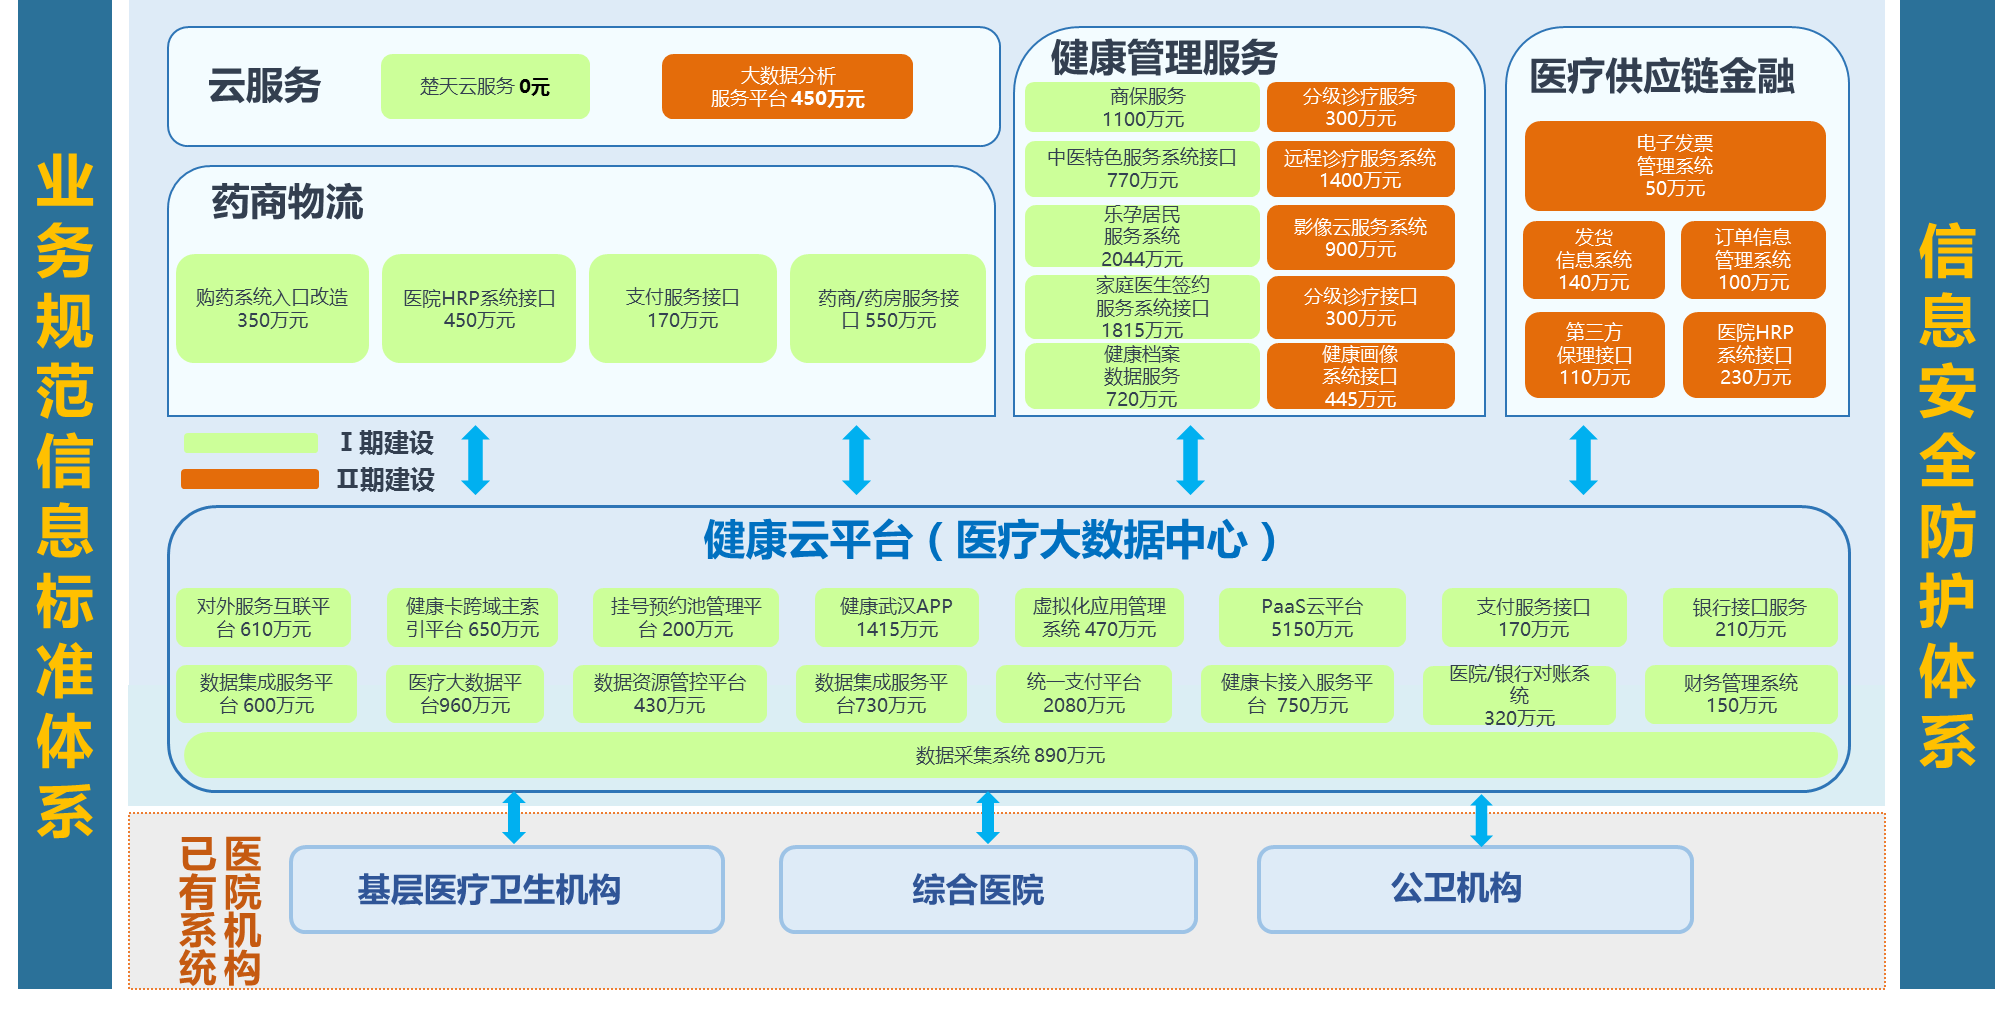 业务规范信息标准体系
云服务
楚天云服务 0元
大数据分析
服务平台 450万元
药商物流
购药系统入口改造
350万元
医院HRP系统接口
450万元
支付服务接口
170万元
药商/药房服务接
口 550万元
健康管理服务
商保服务
1100万元
分级诊疗服务
300万元
中医特色服务系统接口
770万元
远程诊疗服务系统
1400万元
乐孕居民
服务系统
2044万元
影像云服务系统
900万元
家庭医生签约
服务系统接口
1815万元
分级诊疗接口
300万元
健康档案
数据服务
720万元
健康画像
系统接口
445万元
医疗供应链金融
电子发票
管理系统
50万元
发货
信息系统
140万元
订单信息
管理系统
100万元
第三方
保理接口
110万元
医院HRP
系统接口
230万元
Ⅰ期建设
Ⅱ期建设
健康云平台（医疗大数据中心）
对外服务互联平
台 610万元
健康卡跨域主索
引平台 650万元
挂号预约池管理平
台 200万元
健康武汉APP
1415万元
虚拟化应用管理
系统 470万元
PaaS云平台
5150万元
支付服务接口
170万元
银行接口服务
210万元
数据集成服务平
台 600万元
医疗大数据平
台960万元
数据资源管控平台
430万元
数据集成服务平
台730万元
统一支付平台
2080万元
健康卡接入服务平
台 750万元
医院/银行对账系
统
320万元
财务管理系统
150万元
数据采集系统 890万元
医院机构
已有系统
基层医疗卫生机构
综合医院
公卫机构
信息安全防护体系